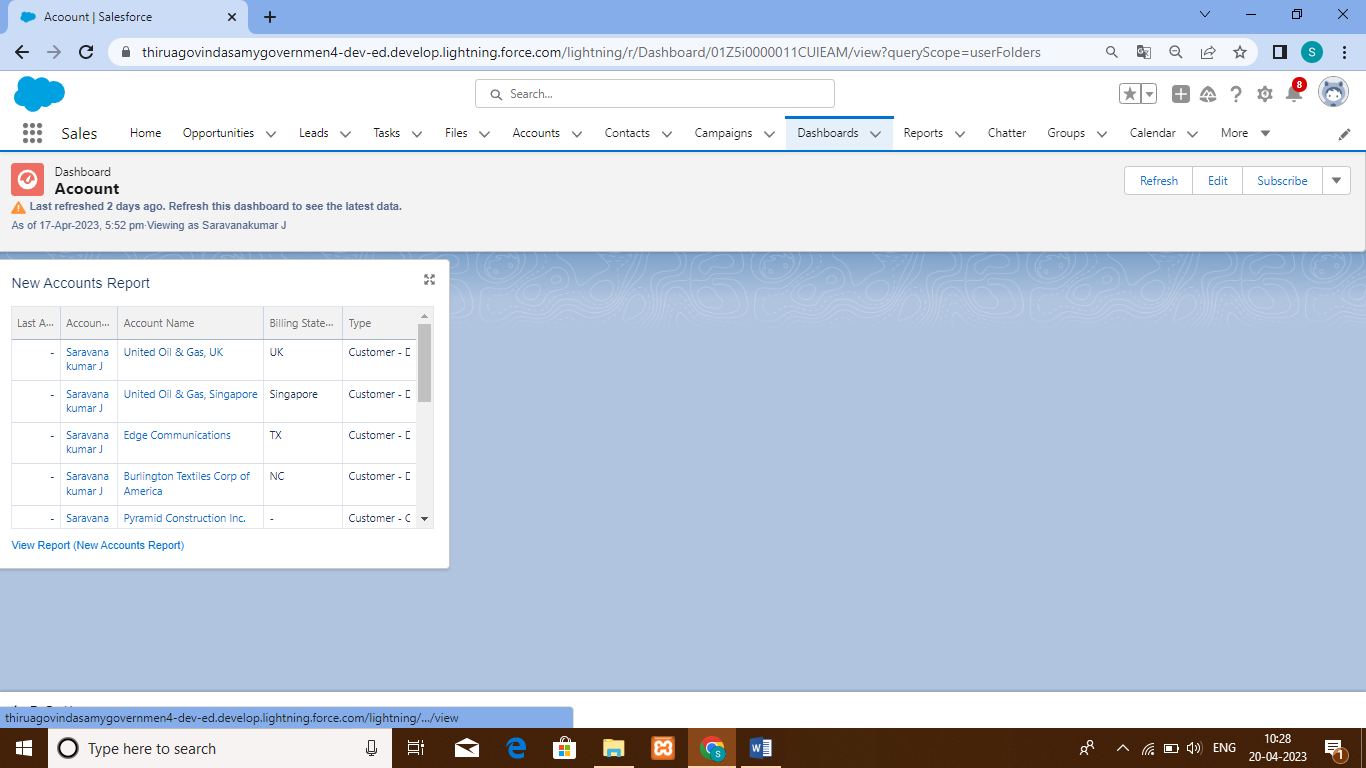 Acoount | Salesforce
thiruagovindasamygovernmen4-dev-ed.develop.lightning.force.com/lightning/r/Dashboard/01Z5i0000011CUIEAM/view?queryScope=userFolders
S
Search...
8
Sales Home Opportunities Leads Tasks Files Accounts Contacts Campaigns Dashboards Reports Chatter Groups Calendar More
Dashboard
Acoount
Last refreshed 2 days ago. Refresh this dashboard to see the latest data.
As of 17-Apr-2023, 5:52 pm·Viewing as Saravanakumar J
Refresh Edit Subscribe
New Accounts Report
Last A... Accoun... Account Name Billing State... Type
- Saravana United Oil & Gas, UK UK Customer -
kumar J
- Saravana United Oil & Gas, Singapore Singapore Customer -
kumar J
- Saravana Edge Communications TX Customer -
kumar J
- Saravana Burlington Textiles Corp of NC Customer -
kumar J America
- Saravana Pyramid Construction Inc. - Customer -
View Report (New Accounts Report)
thiruagovindasamygovernmen4-dev-ed.develop.lightning.force.com/lightning/.../view
Type here to search
ENG
10:28
20-04-2023
1